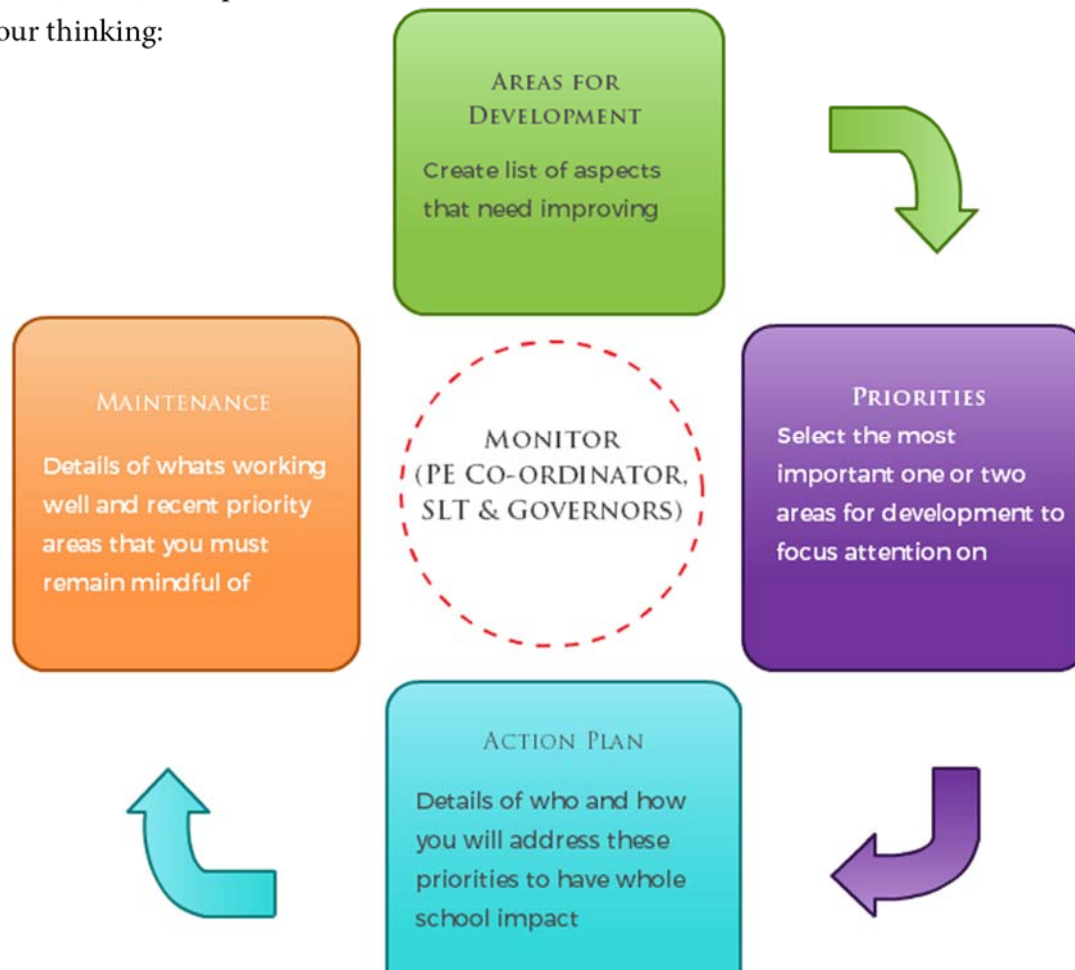 our thinking:
AREAS FOR
DEVELOPMENT
Create list of aspects
that need improving
PRIORITIES
Select the most
important one or two
areas for development to
focus attention on
MAINTENANCE
Details of whats working
well and recent priority
areas that you must
remain mindful of
MONITOR
(PE CO-ORDINATOR,
SLT & GOVERNORS)
ACTION PLAN
Details of who and how
you will address these
priorities to have whole
school impact